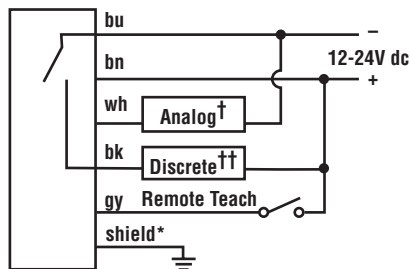 bu
–
12-24V dc
bn
+
wh
Analog†
bk
Discrete††
gy
Remote Teach
shield*